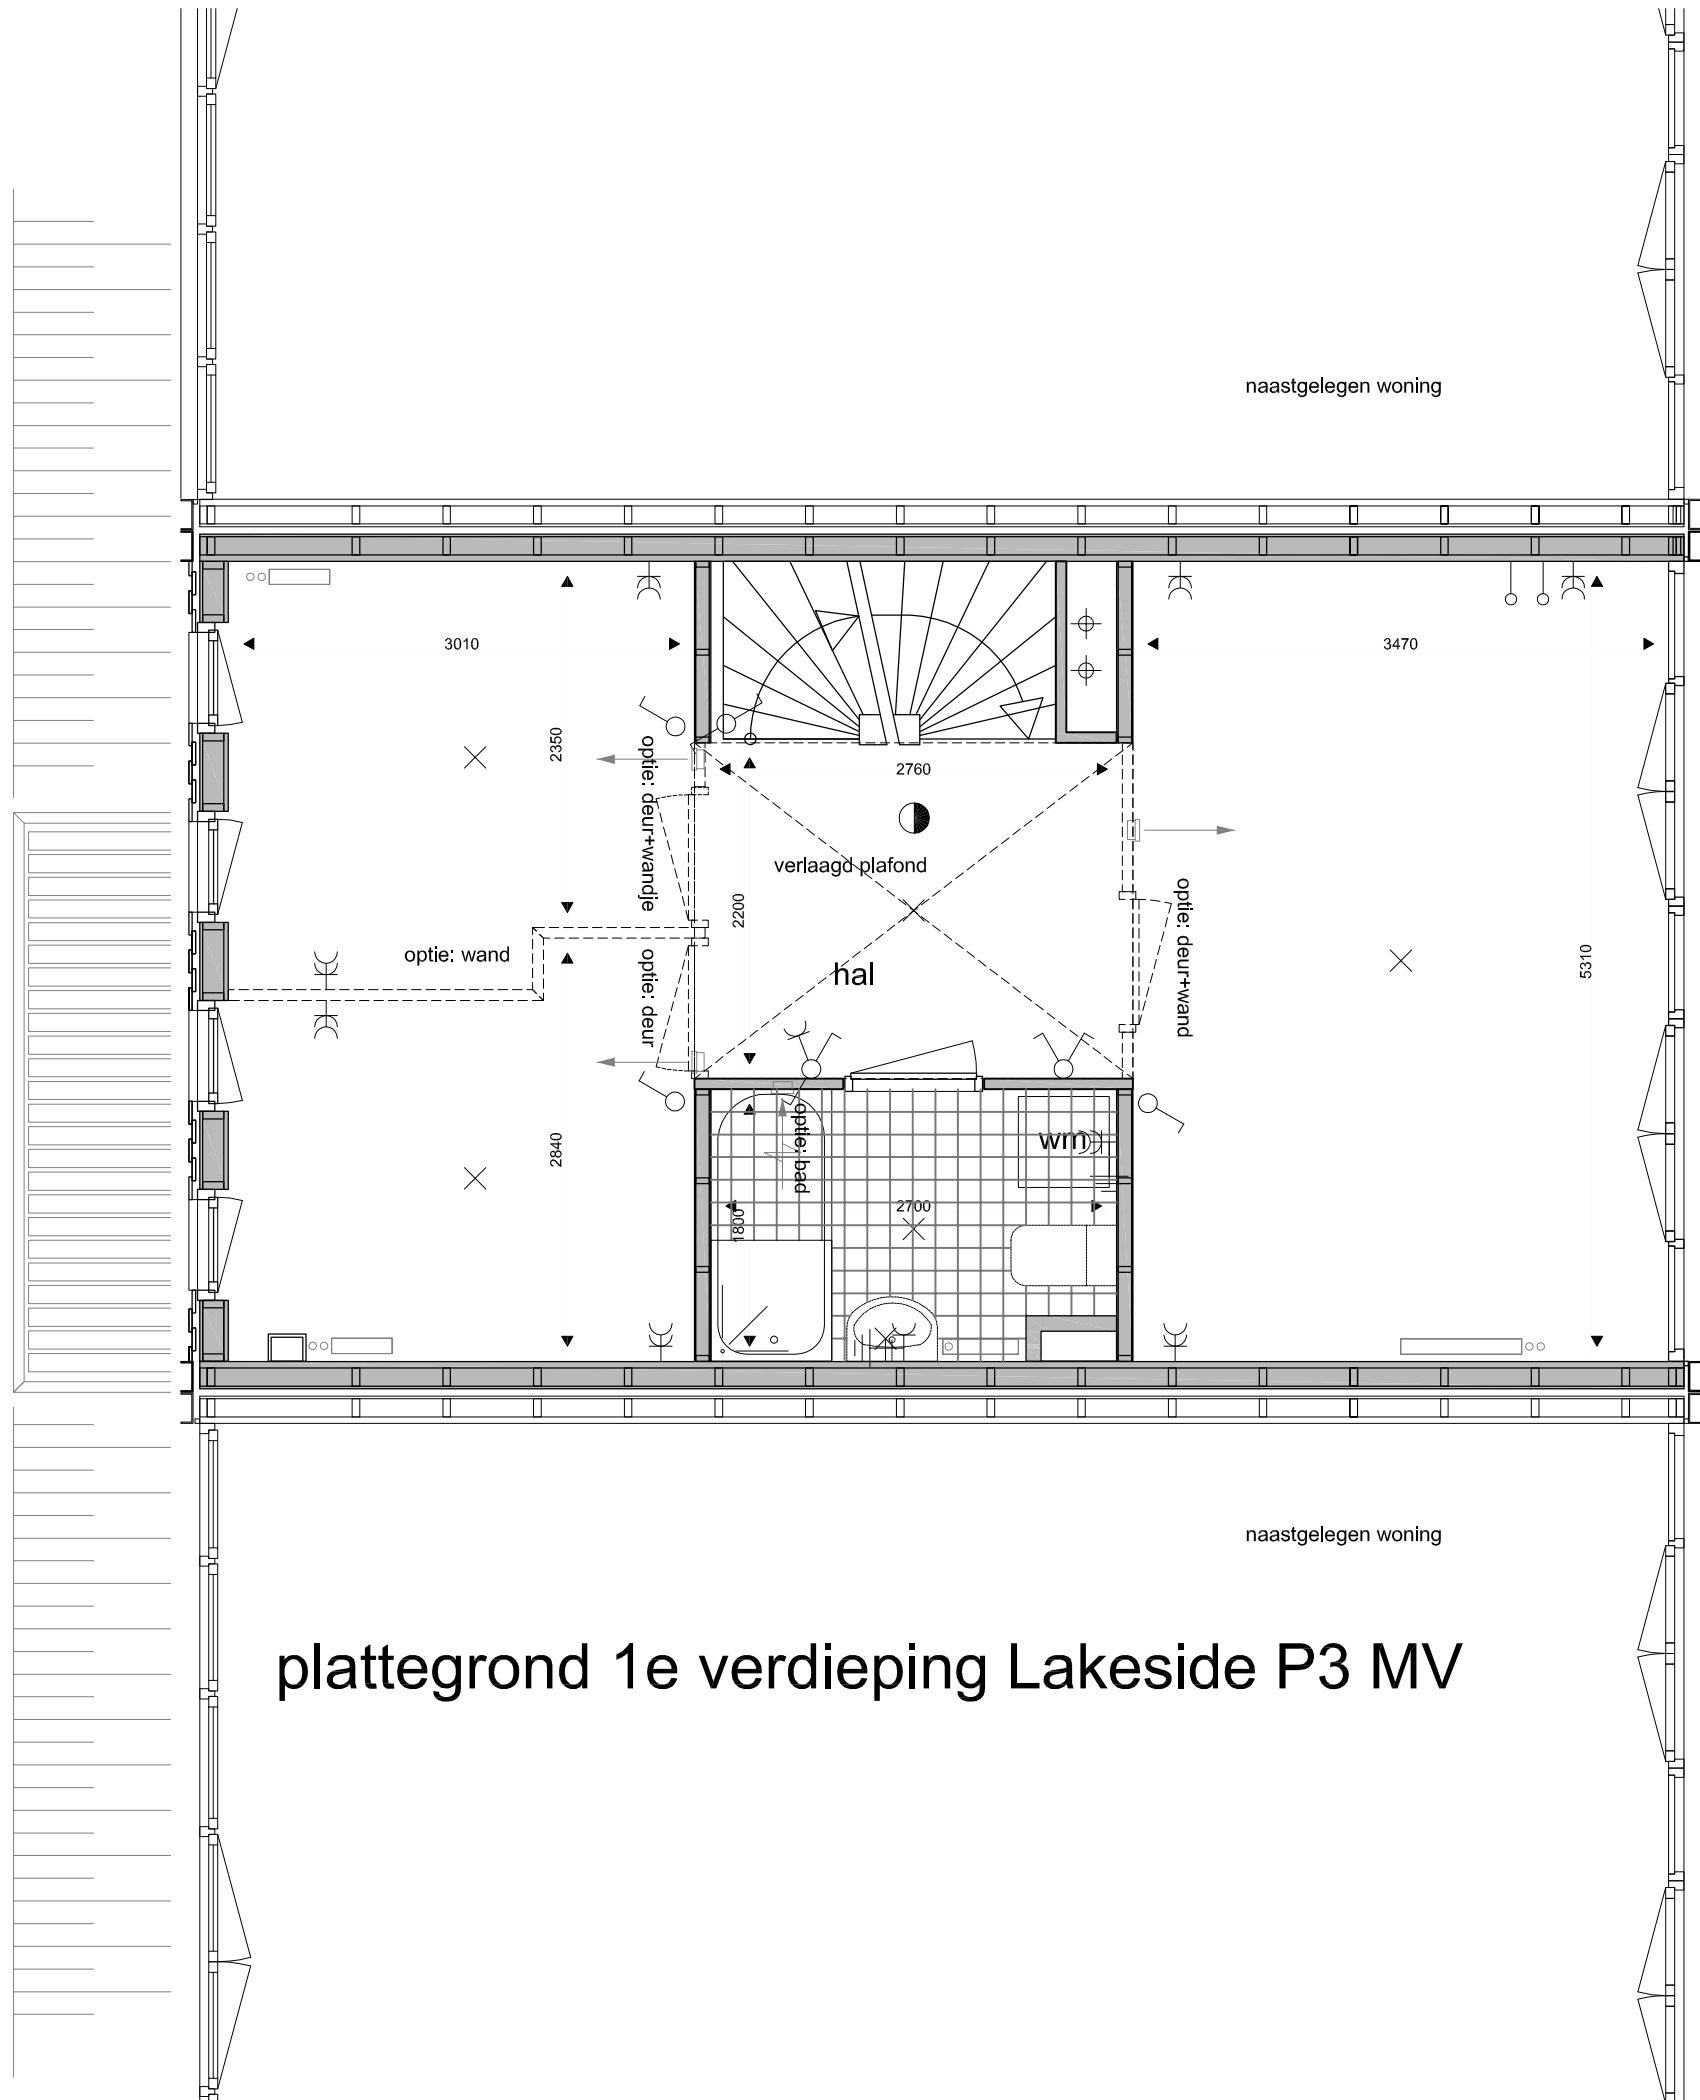 naastgelegen woning
3010
3470
2350
optie: deur+wandje
2760
verlaagd plafond
2200
optie: deur+wand
optie: wand
hal
optie: deur
5310
2840
optie: bad
wm
2700
1800
naastgelegen woning
plattegrond 1e verdieping Lakeside P3 MV